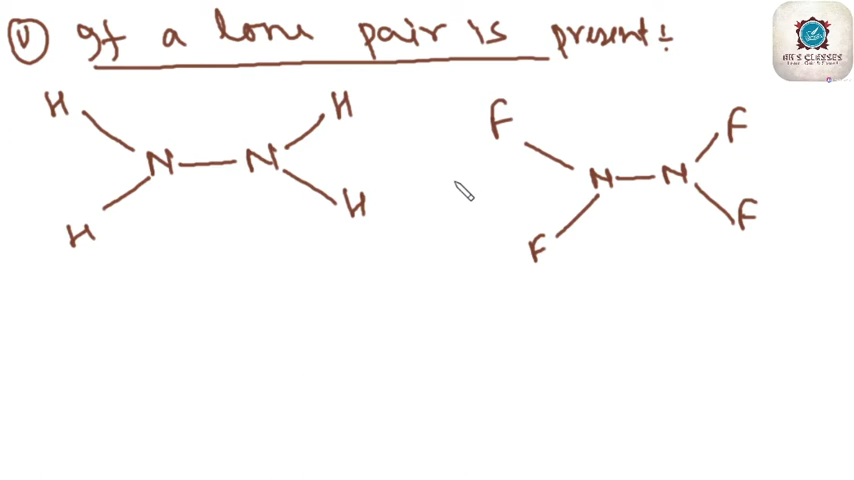 (v) If a lone pair is present :-
H H F F
N — N N — N
H H F F